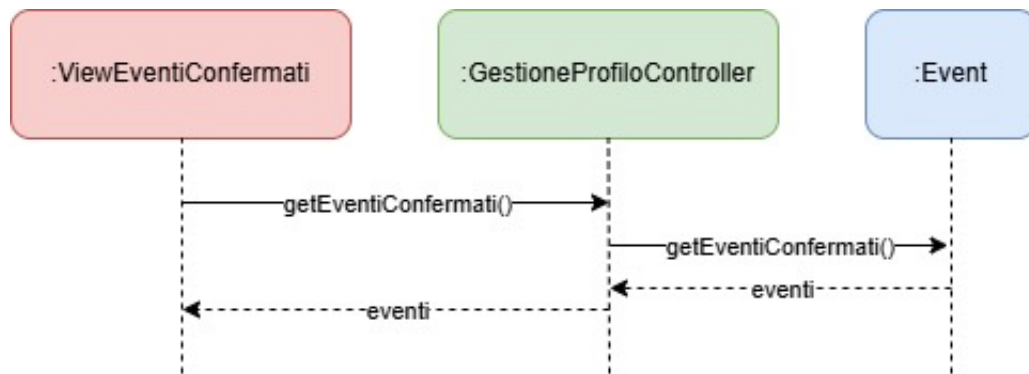 :ViewEventiConfermati
:GestioneProfiloController
:Event
getEventiConfermati()
getEventiConfermati()
eventi
eventi